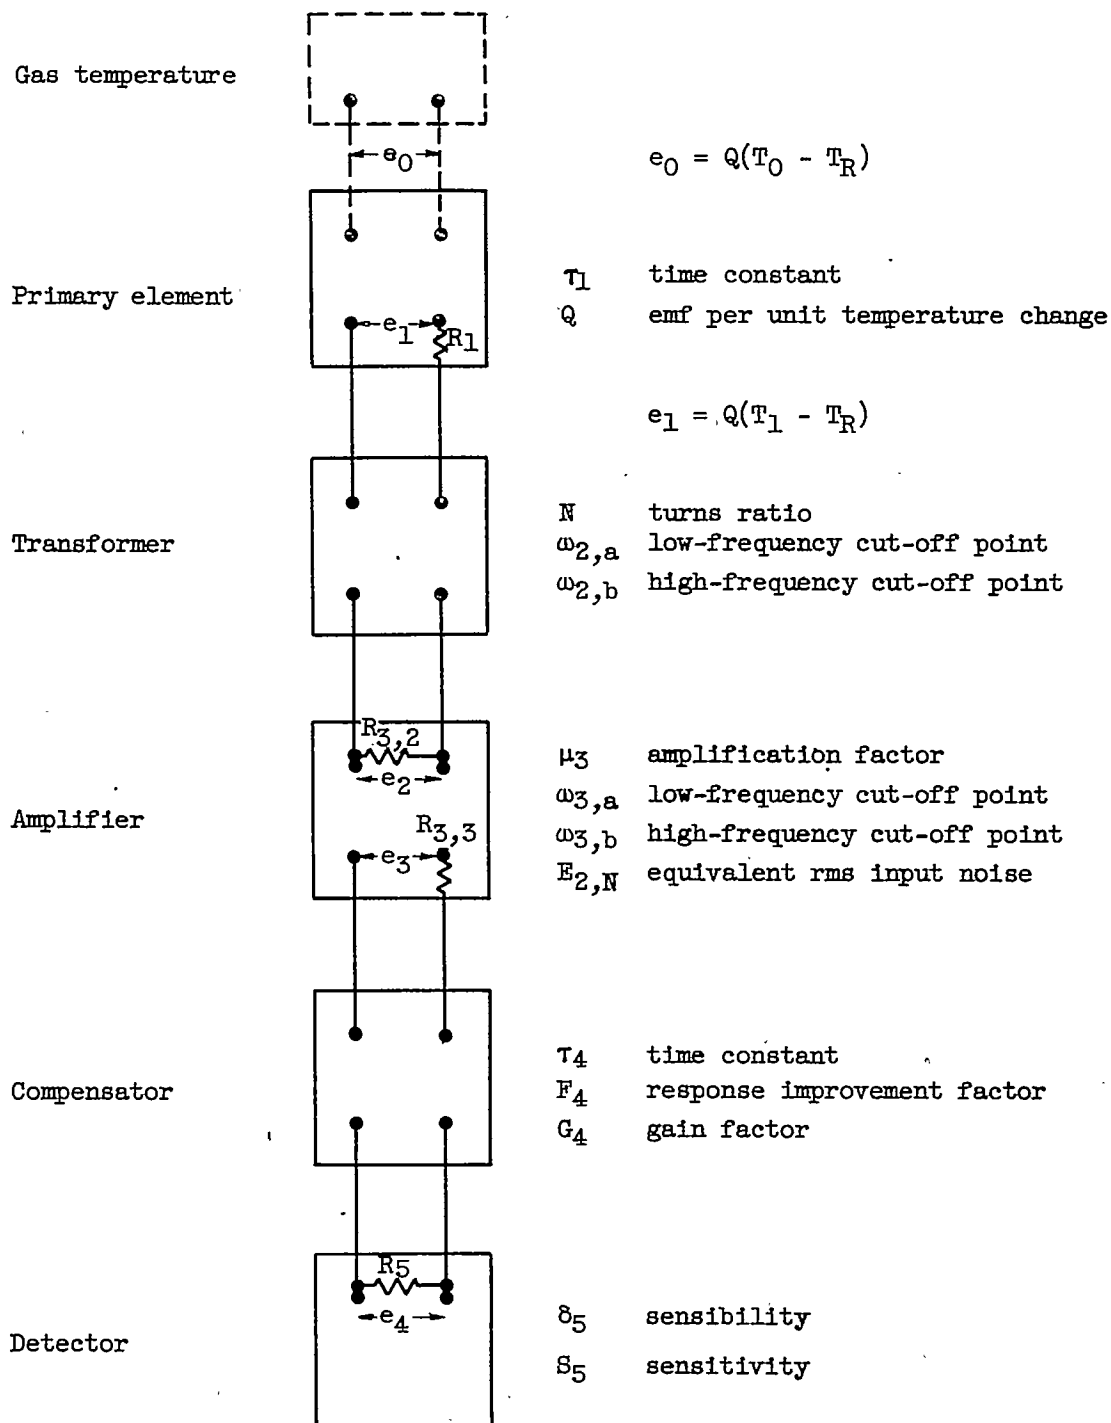 Gas temperature
e0
e0 = Q(T0 - TR)
Primary element
e1
R1
τ1 time constant
Q emf per unit temperature change
e1 = Q(T1 - TR)
Transformer
N turns ratio
ω2,a low-frequency cut-off point
ω2,b high-frequency cut-off point
R3,2
e2
Amplifier
R3,3
e3
μ3 amplification factor
ω3,a low-frequency cut-off point
ω3,b high-frequency cut-off point
E2,N equivalent rms input noise
Compensator
τ4 time constant
F4 response improvement factor
G4 gain factor
R5
e4
Detector
δ5 sensibility
S5 sensitivity